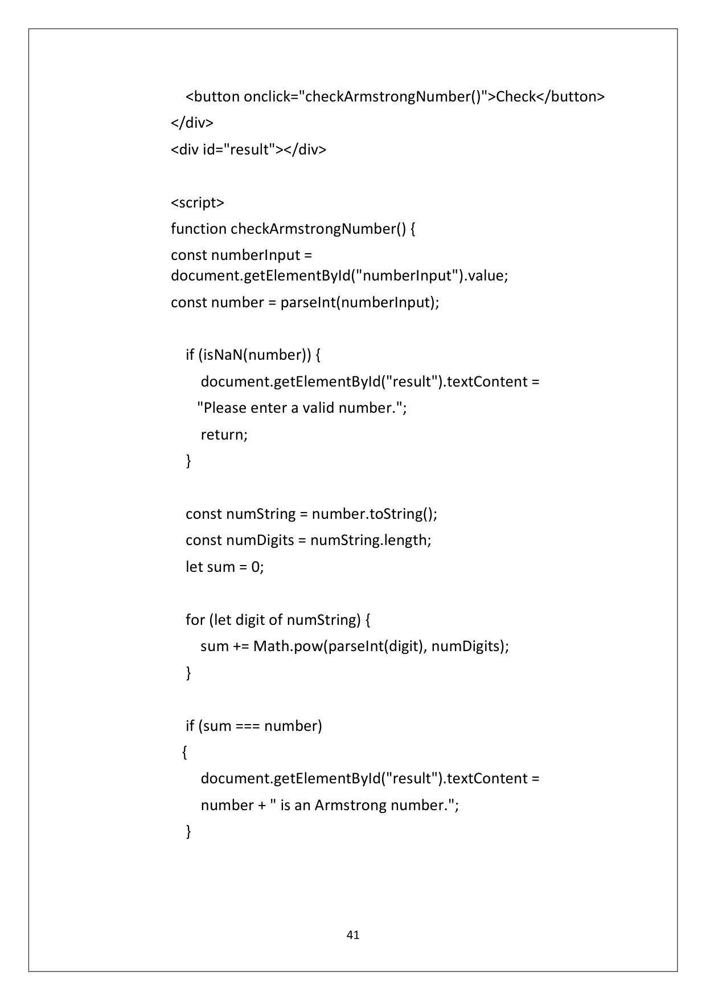 <button onclick="checkArmstrongNumber()">Check</button>
</div>
<div id="result"></div>
<script>
function checkArmstrongNumber() {
const numberInput =
document.getElementById("numberInput").value;
const number = parseInt(numberInput);
if (isNaN(number)) {
document.getElementById("result").textContent =
"Please enter a valid number.";
return;
}
const numString = number.toString();
const numDigits = numString.length;
let sum = 0;
for (let digit of numString) {
sum += Math.pow(parseInt(digit), numDigits);
}
if (sum === number)
{
document.getElementById("result").textContent =
number + " is an Armstrong number.";
}
41